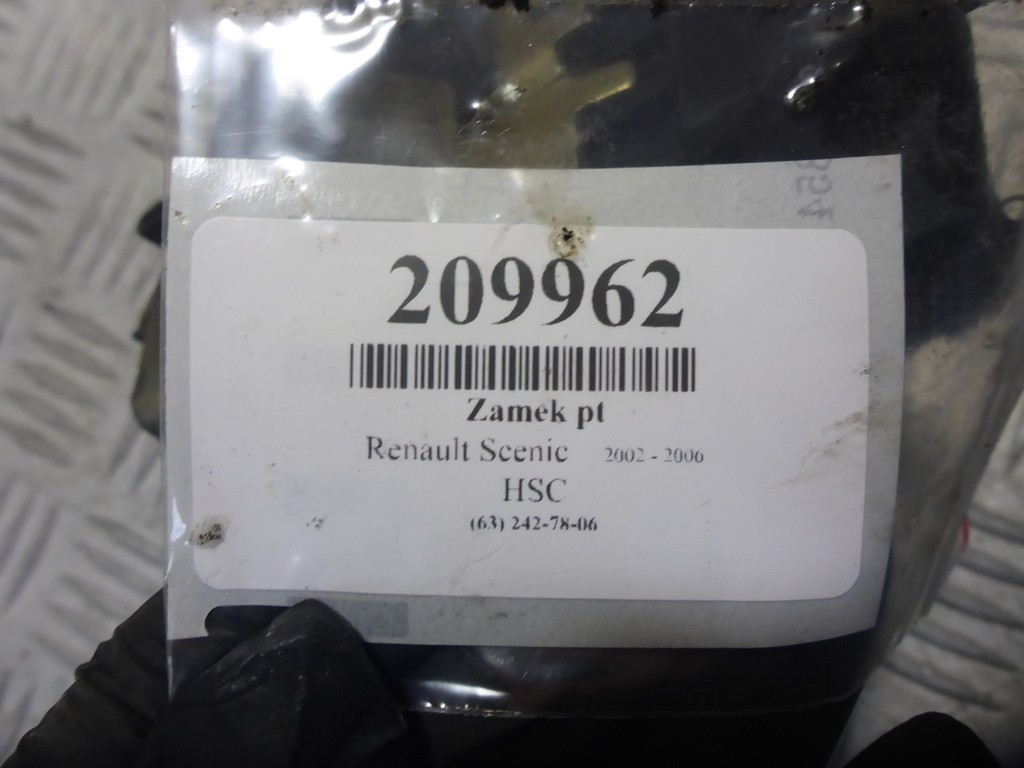 209962
Zamek pt
Renault Scenic 2002 - 2006
HSC
(63) 242-78-06